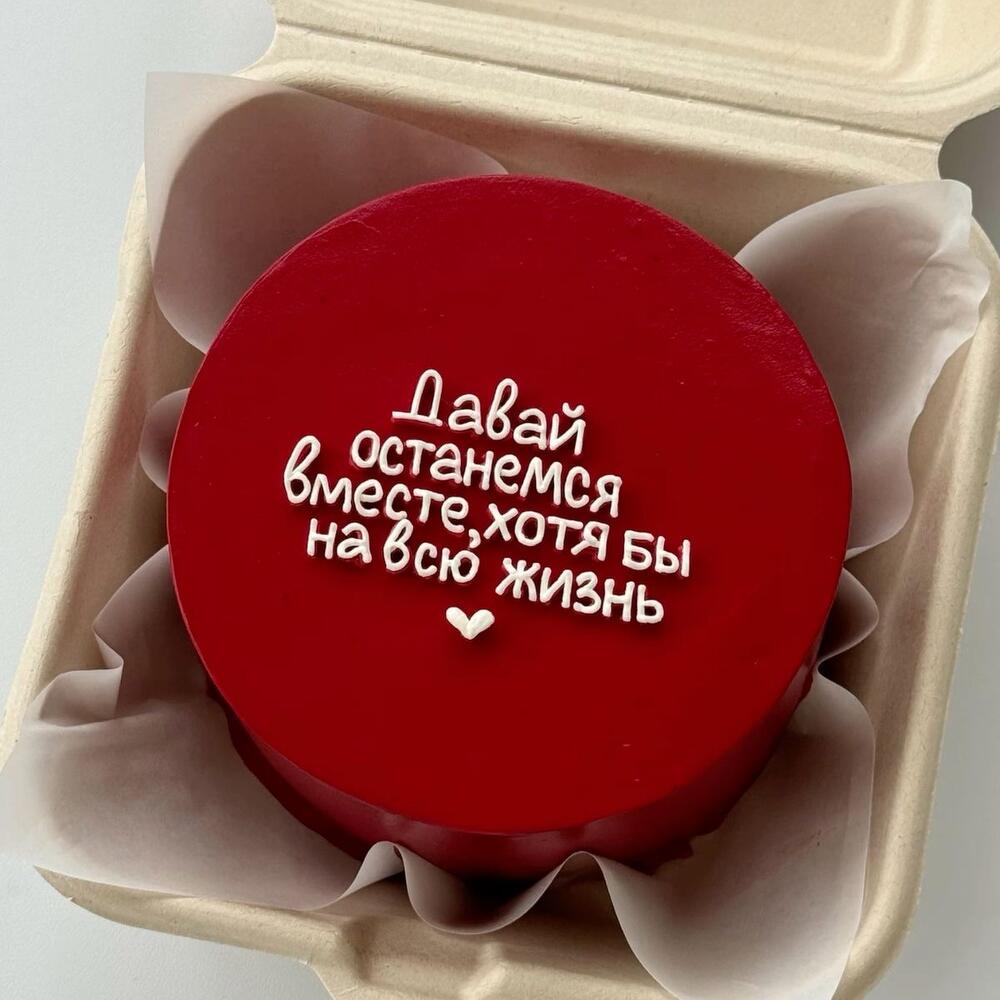 Давай
останемся
вместе, хотя бы
на всю жизнь